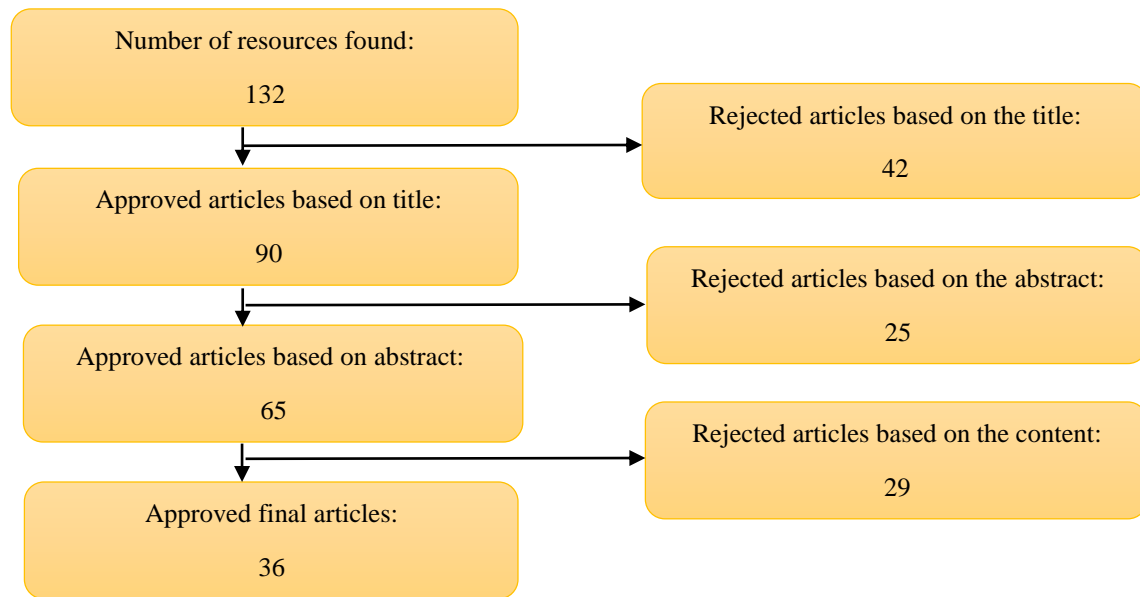 Number of resources found:
132
Rejected articles based on the title:
42
Approved articles based on title:
90
Rejected articles based on the abstract:
25
Approved articles based on abstract:
65
Rejected articles based on the content:
29
Approved final articles:
36